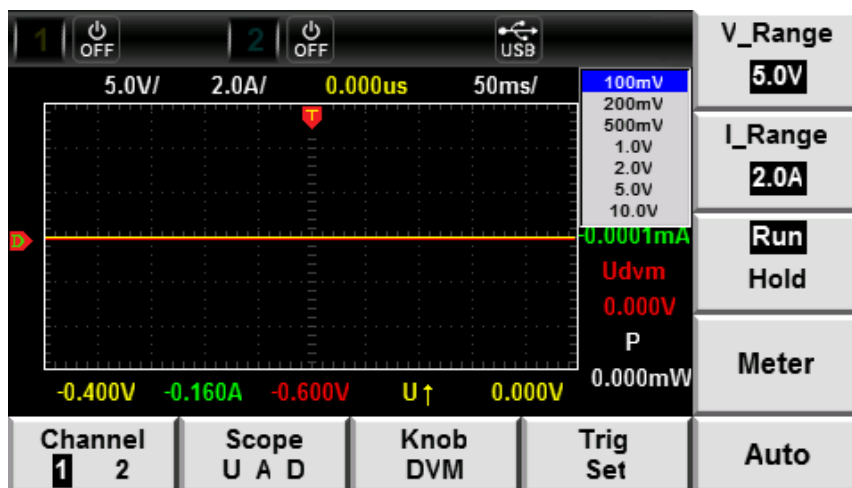 1 OFF 2 OFF USB
5.0V/ 2.0A/ 0.000us 50ms/
T
D
100mV
200mV
500mV
1.0V
2.0V
5.0V
10.0V
-0.0001mA
Udvm
0.000V
P
0.000mW
-0.400V -0.160A -0.600V U↑ 0.000V
V_Range
5.0V
I_Range
2.0A
Run
Hold
Meter
Auto
Channel
1 2
Scope
U A D
Knob
DVM
Trig
Set